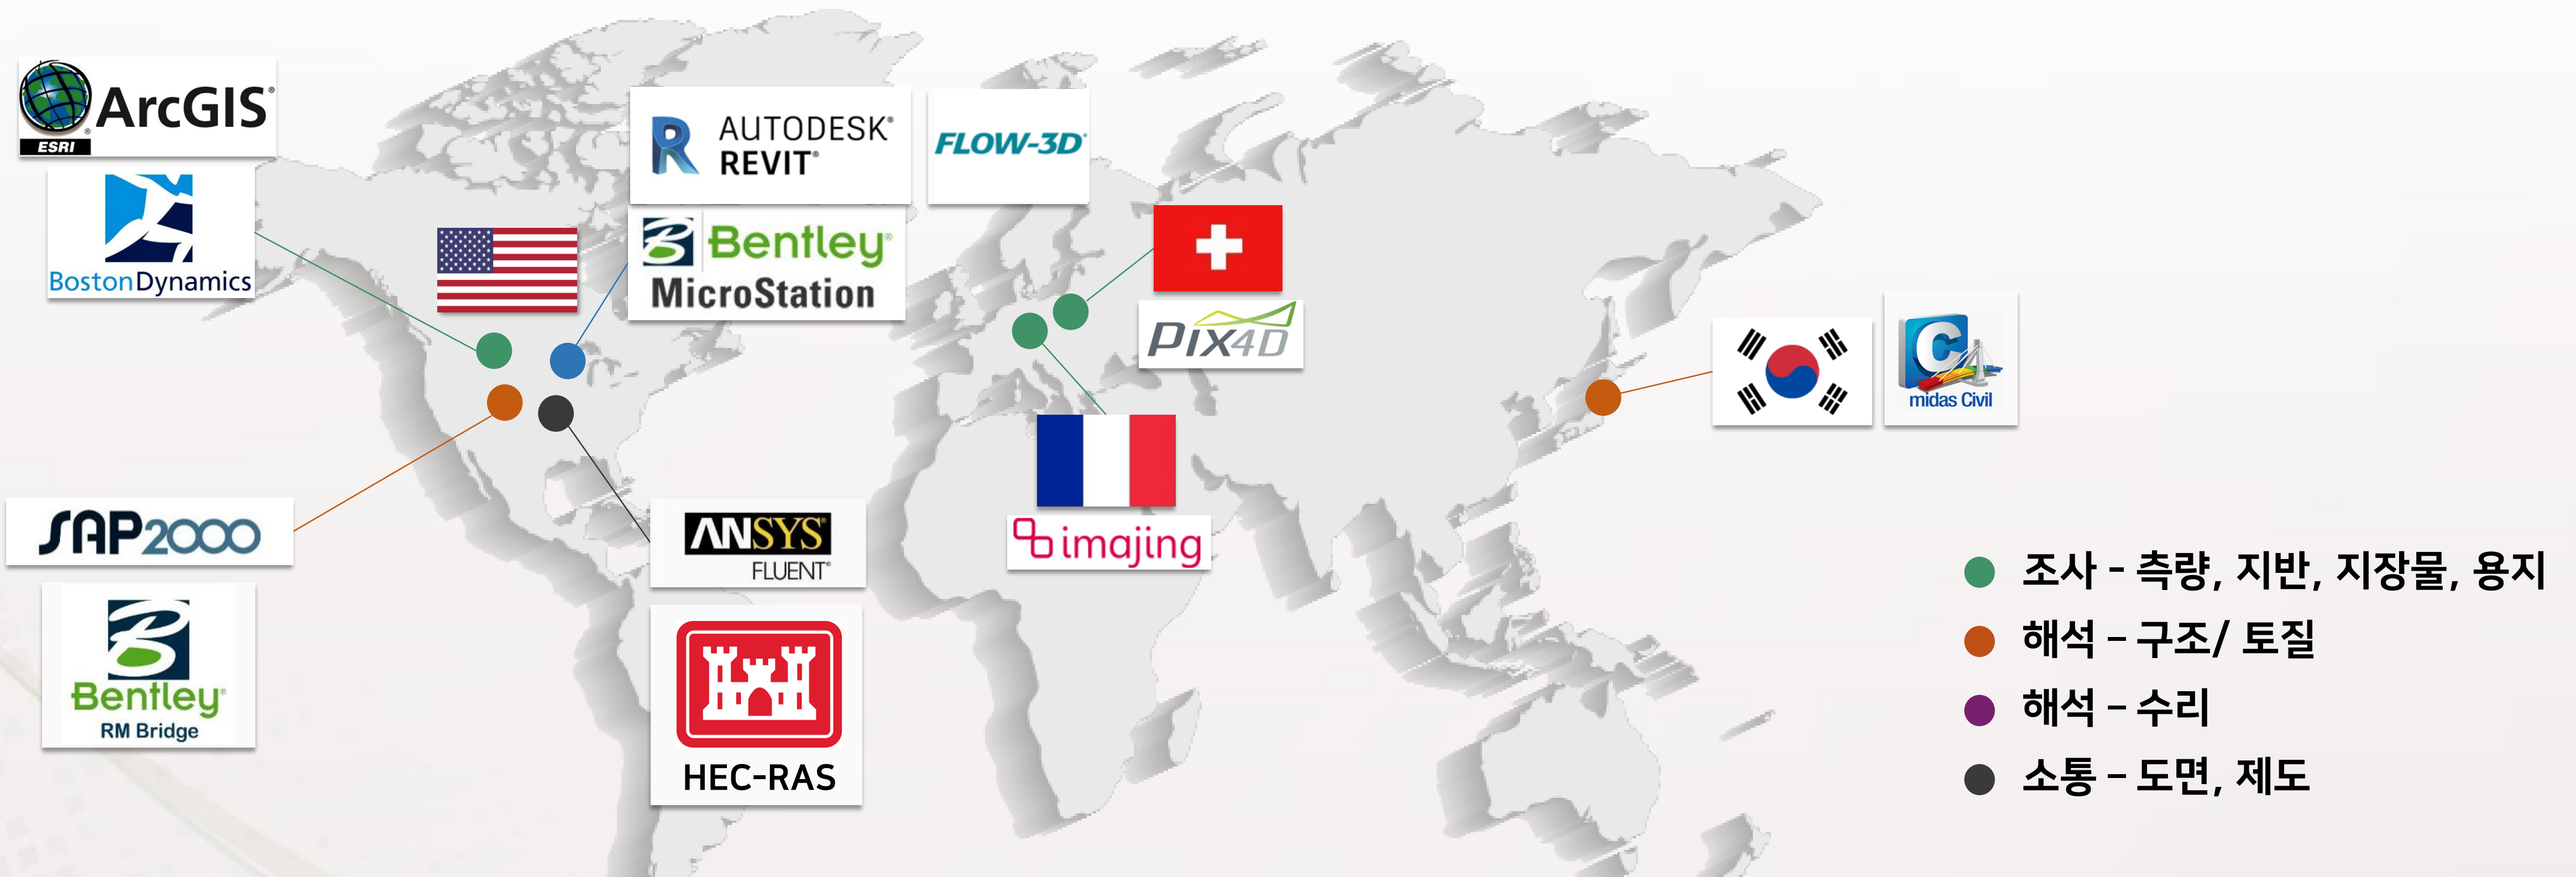 ArcGIS®
ESRI
BostonDynamics
AUTODESK®
REVIT®
FLOW-3D®
Bentley®
MicroStation
PIX4D
midas Civil
SAP2000
Bentley®
RM Bridge
ANSYS®
FLUENT®
HEC-RAS
imajing
조사 - 측량, 지반, 지장물, 용지
해석 - 구조/ 토질
해석 - 수리
소통 - 도면, 제도